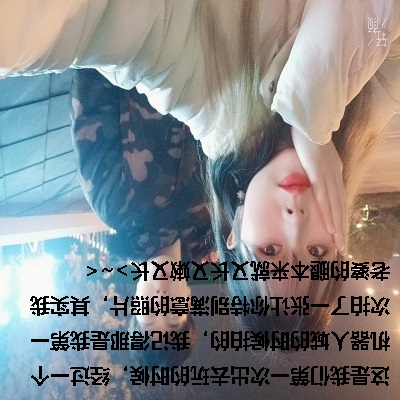 这是我们第一次出去玩的时候，经过一个
机器人城的时候拍的，我记得那是我第一
次拍了一张让你特别满意的照片，其实我
老婆的腿本来就又长又嫩又长>~<